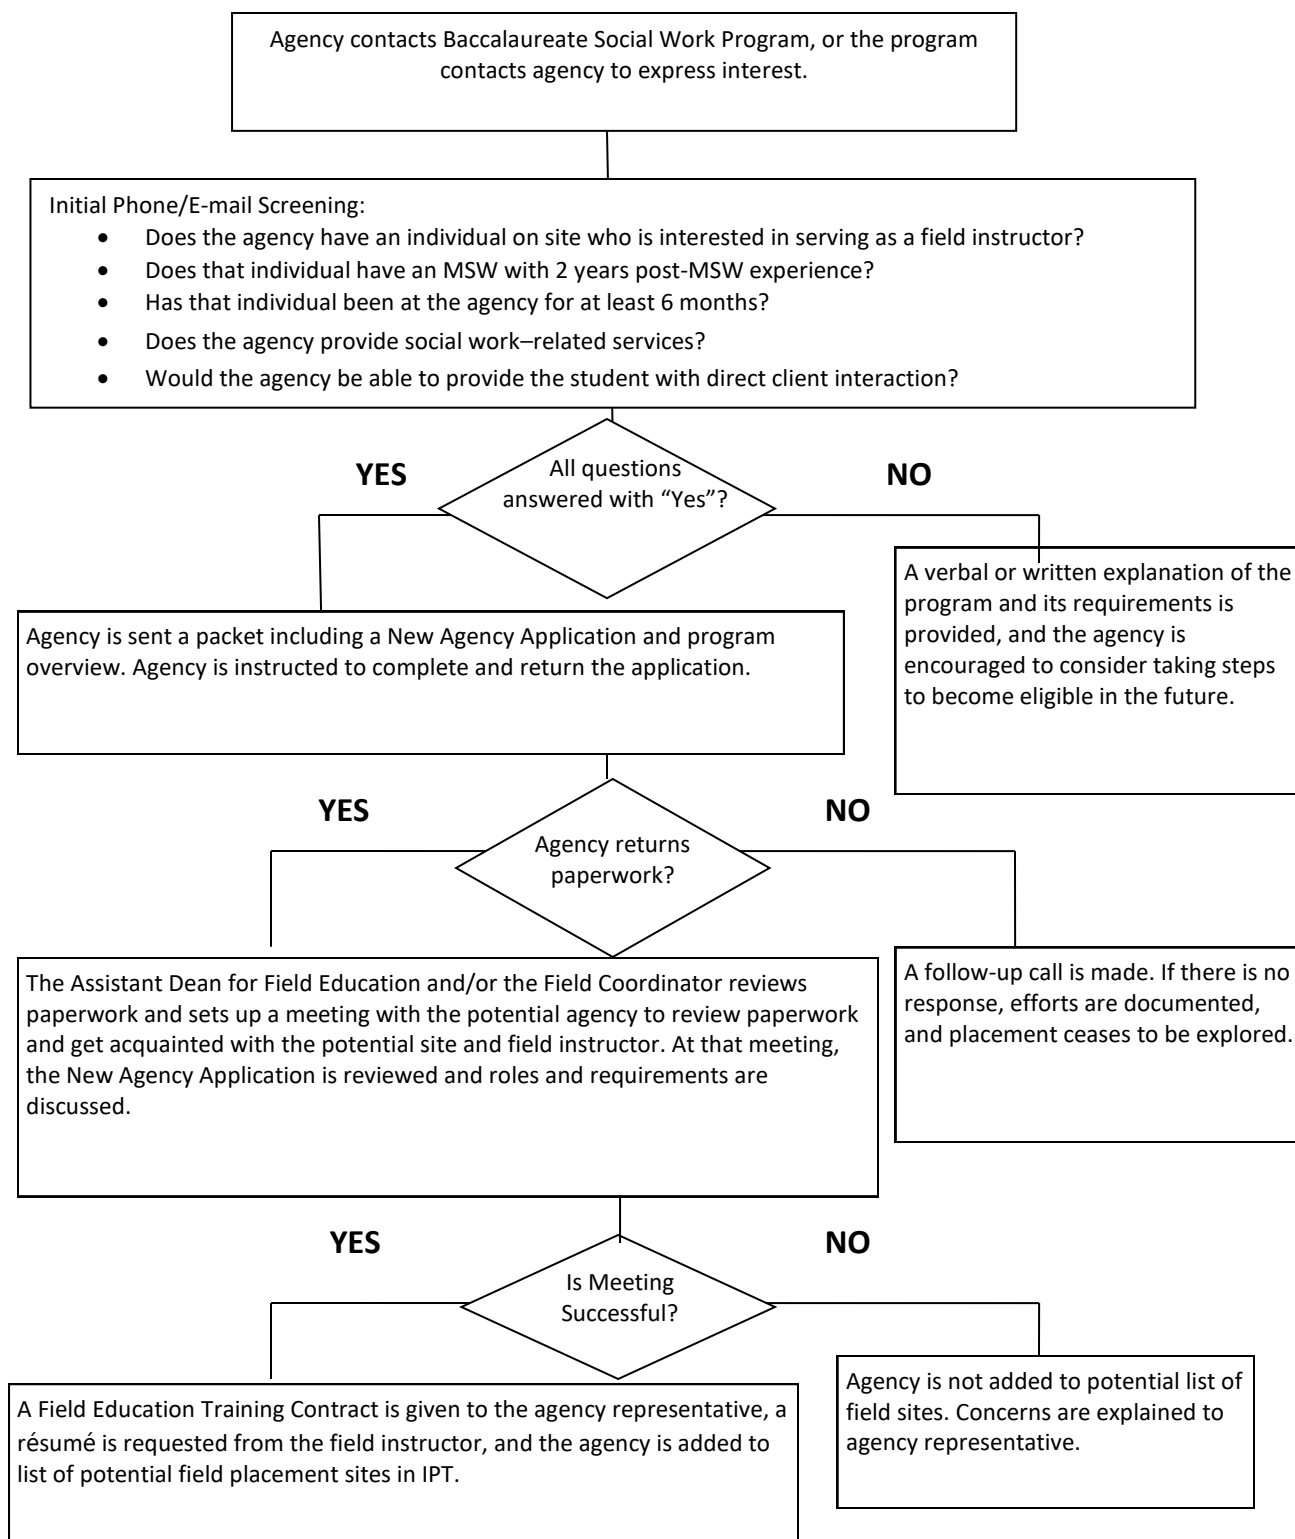 Agency contacts Baccalaureate Social Work Program, or the program
contacts agency to express interest.
Initial Phone/E-mail Screening:
• Does the agency have an individual on site who is interested in serving as a field instructor?
• Does that individual have an MSW with 2 years post-MSW experience?
• Has that individual been at the agency for at least 6 months?
• Does the agency provide social work–related services?
• Would the agency be able to provide the student with direct client interaction?
YES
All questions
answered with “Yes”?
NO
Agency is sent a packet including a New Agency Application and program
overview. Agency is instructed to complete and return the application.
A verbal or written explanation of the
program and its requirements is
provided, and the agency is
encouraged to consider taking steps
to become eligible in the future.
YES
Agency returns
paperwork?
NO
The Assistant Dean for Field Education and/or the Field Coordinator reviews
paperwork and sets up a meeting with the potential agency to review paperwork
and get acquainted with the potential site and field instructor. At that meeting,
the New Agency Application is reviewed and roles and requirements are
discussed.
A follow-up call is made. If there is no
response, efforts are documented,
and placement ceases to be explored.
YES
Is Meeting
Successful?
NO
A Field Education Training Contract is given to the agency representative, a
résumé is requested from the field instructor, and the agency is added to
list of potential field placement sites in IPT.
Agency is not added to potential list of
field sites. Concerns are explained to
agency representative.